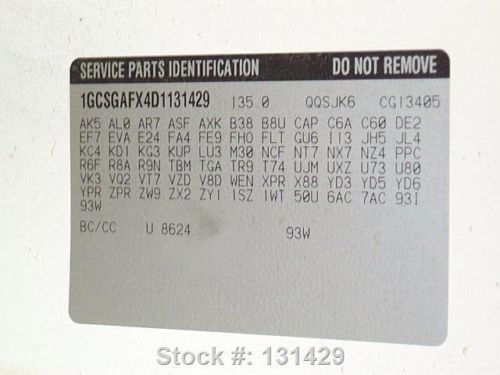 SERVICE PARTS IDENTIFICATION DO NOT REMOVE
1GCSGAFX4D1131429 135.0 QQSJK6 CG13405
AK5 AL0 AR7 ASF AXK B38 B8U CAP C6A C60 DE2
EF7 EVA E24 FA4 FE9 FHO FLT GU6 I13 JH5 JL4
KC4 KD1 KG3 KUP LU3 M30 NCF NT7 NX7 NZ4 PPC
R6F R8A R9N TBM TGA TR9 T74 UJM UXZ U73 U80
VK3 VQ2 VT7 VZD V8D WEN XPR X88 YD3 YD5 YD6
YPR ZPR ZW9 ZX2 ZY1 1SZ 1WT 50U 6AC 7AC 93I
93W
BC/CC U 8624 93W
Stock #: 131429